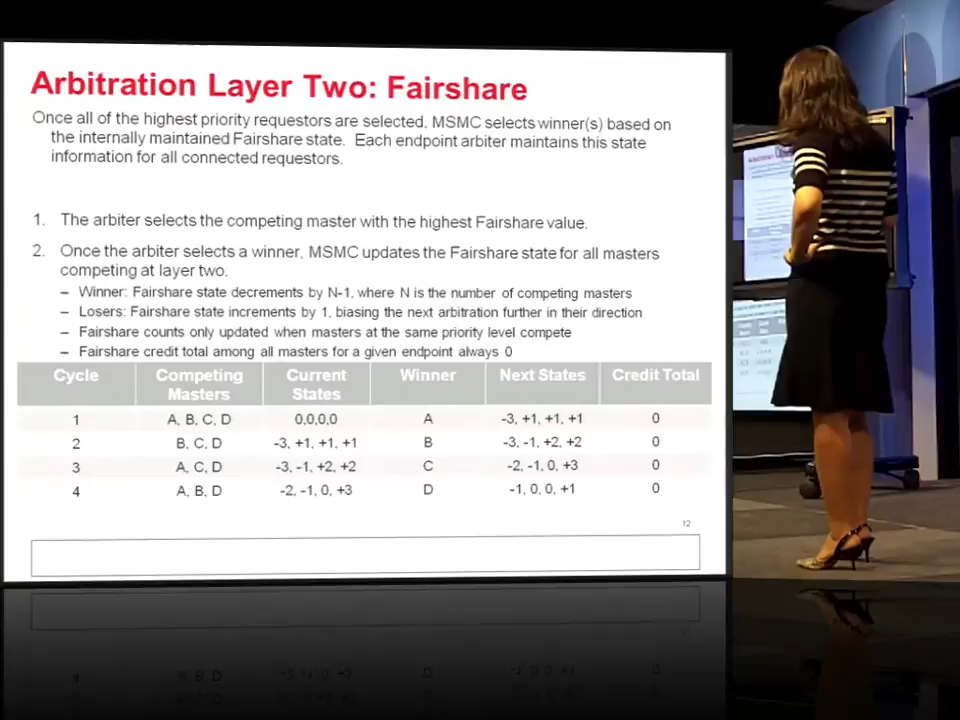 Arbitration Layer Two: Fairshare
Once all of the highest priority requestors are selected, MSMC selects winner(s) based on
the internally maintained Fairshare state. Each endpoint arbiter maintains this state
information for all connected requestors.
1. The arbiter selects the competing master with the highest Fairshare value.
2. Once the arbiter selects a winner, MSMC updates the Fairshare state for all masters
competing at layer two.
– Winner: Fairshare state decrements by N-1, where N is the number of competing masters
– Losers: Fairshare state increments by 1, biasing the next arbitration further in their direction
– Fairshare counts only updated when masters at the same priority level compete
– Fairshare credit total among all masters for a given endpoint always 0
Cycle Competing Masters Current States Winner Next States Credit Total
1 A, B, C, D 0,0,0,0 A -3, +1, +1, +1 0
2 B, C, D -3, +1, +1, +1 B -3, -1, +2, +2 0
3 A, C, D -3, -1, +2, +2 C -2, -1, 0, +3 0
4 A, B, D -2, -1, 0, +3 D -1, 0, 0, +1 0
12